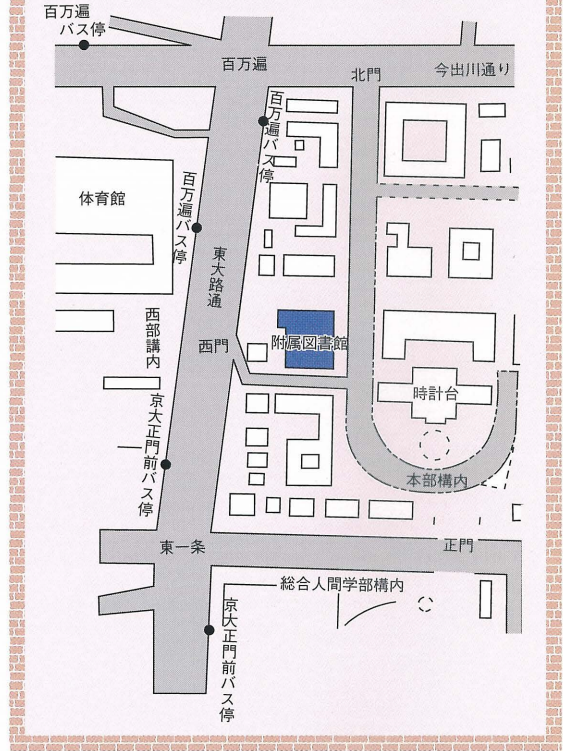 百万遍
バス停
百万遍
北門
今出川通り
百万遍バス停
体育館
百万遍バス停
東大路通
西部講内
西門
附属図書館
時計台
京大正門前バス停
本部構内
東一条
正門
総合人間学部構内
京大正門前バス停